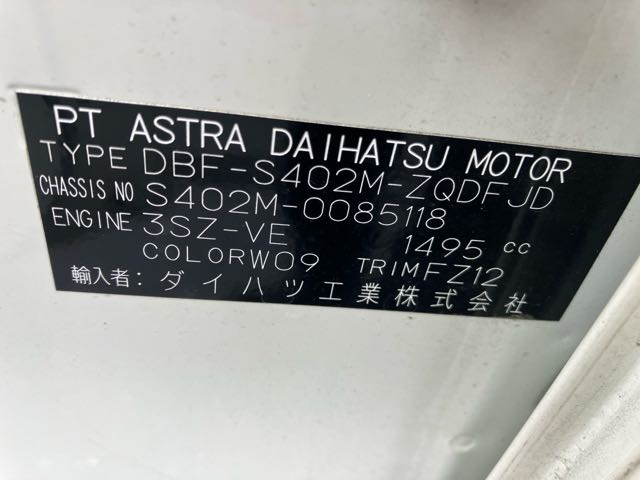 PT ASTRA DAIHATSU MOTOR
TYPE DBF-S402M-ZQDFJD
CHASSIS NO S402M-0085118
ENGINE 3SZ-VE 1495 cc
COLOR W09 TRIM FZ12
輸入者: ダイハツ工業株式会社